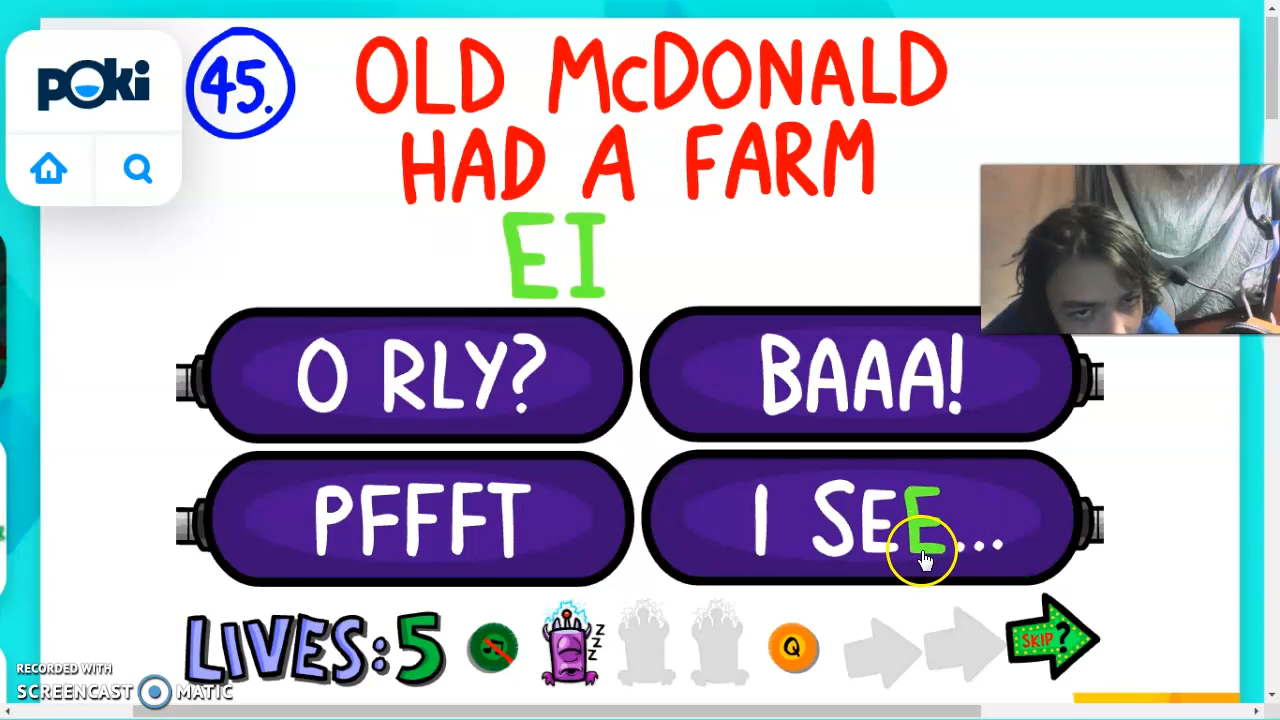 POKi
45.
OLD McDONALD
HAD A FARM
EI
O RLY?
BAAA!
PFFFT
I SEE...
LIVES:5
Z
Z
Z
Q
SKIP?
RECORDED WITH
SCREENCAST MATIC